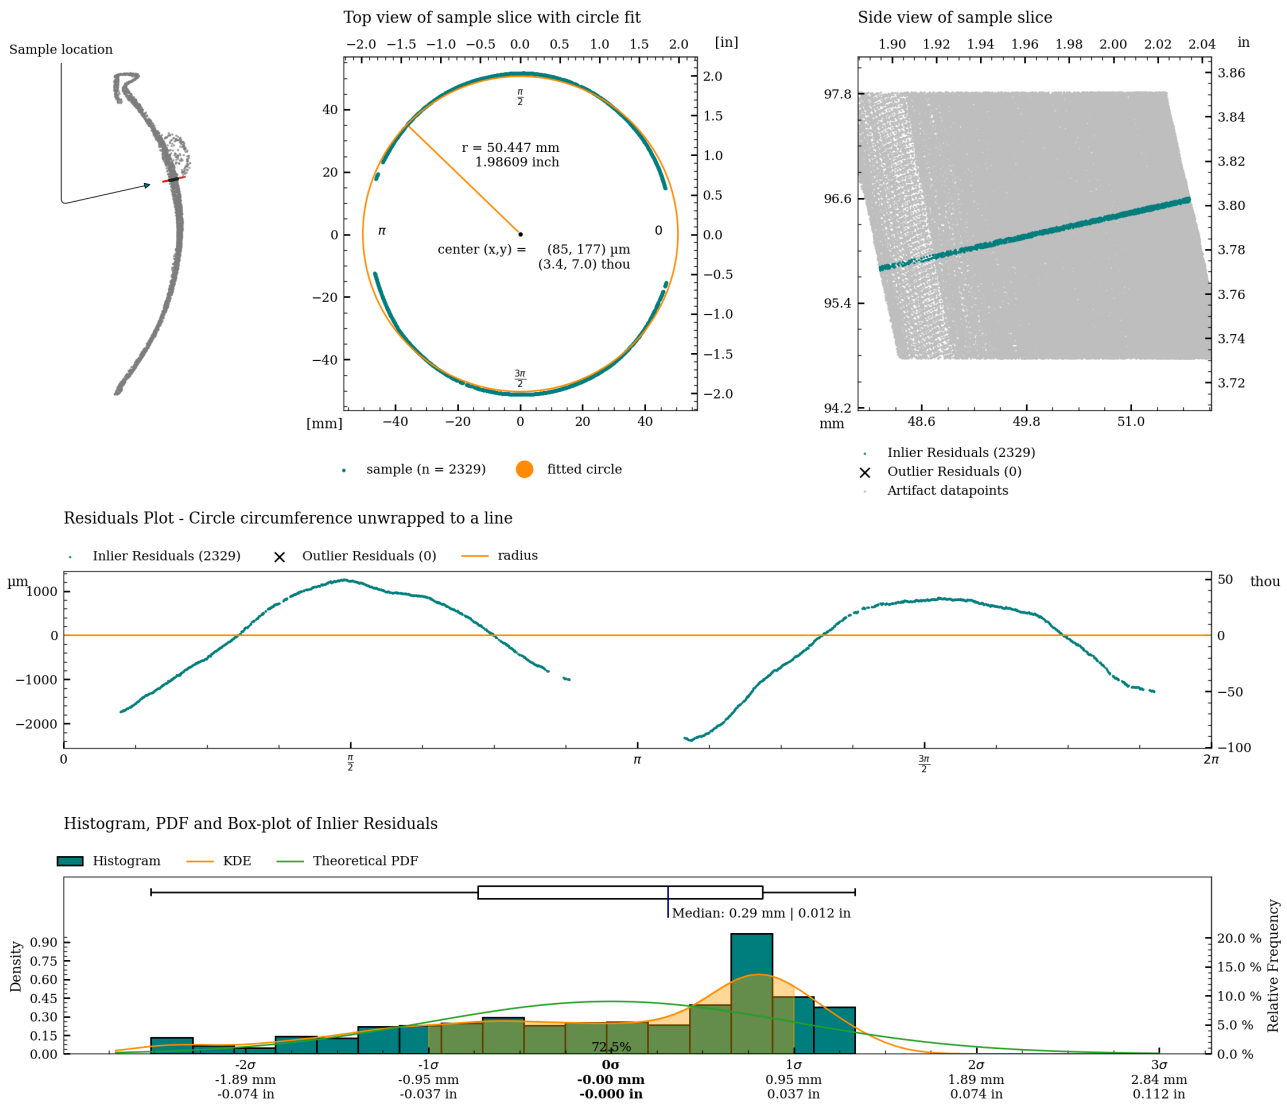 Sample location
Top view of sample slice with circle fit
−2.0 −1.5 −1.0 −0.5 0.0 0.5 1.0 1.5 2.0 [in]
40
20
0
−20
−40
2.0
1.5
1.0
0.5
0.0
−0.5
−1.0
−1.5
−2.0
π/2
r = 50.447 mm
1.98609 inch
π
0
center (x,y) = (85, 177) µm
(3.4, 7.0) thou
3π/2
[mm] −40 −20 0 20 40
sample (n = 2329) fitted circle
Side view of sample slice
1.90 1.92 1.94 1.96 1.98 2.00 2.02 2.04 in
97.8
96.6
95.4
94.2
3.86
3.84
3.82
3.80
3.78
3.76
3.74
3.72
mm 48.6 49.8 51.0
Inlier Residuals (2329)
Outlier Residuals (0)
Artifact datapoints
Residuals Plot - Circle circumference unwrapped to a line
Inlier Residuals (2329) Outlier Residuals (0) radius
µm
1000
0
−1000
−2000
50 thou
0
−50
−100
0 π/2 π 3π/2 2π
Histogram, PDF and Box-plot of Inlier Residuals
Histogram KDE Theoretical PDF
Median: 0.29 mm | 0.012 in
Density
0.90
0.75
0.60
0.45
0.30
0.15
0.00
Relative Frequency
20.0 %
15.0 %
10.0 %
5.0 %
0.0 %
72.5%
-2σ -1σ 0σ 1σ 2σ 3σ
-1.89 mm -0.95 mm -0.00 mm 0.95 mm 1.89 mm 2.84 mm
-0.074 in -0.037 in -0.000 in 0.037 in 0.074 in 0.112 in